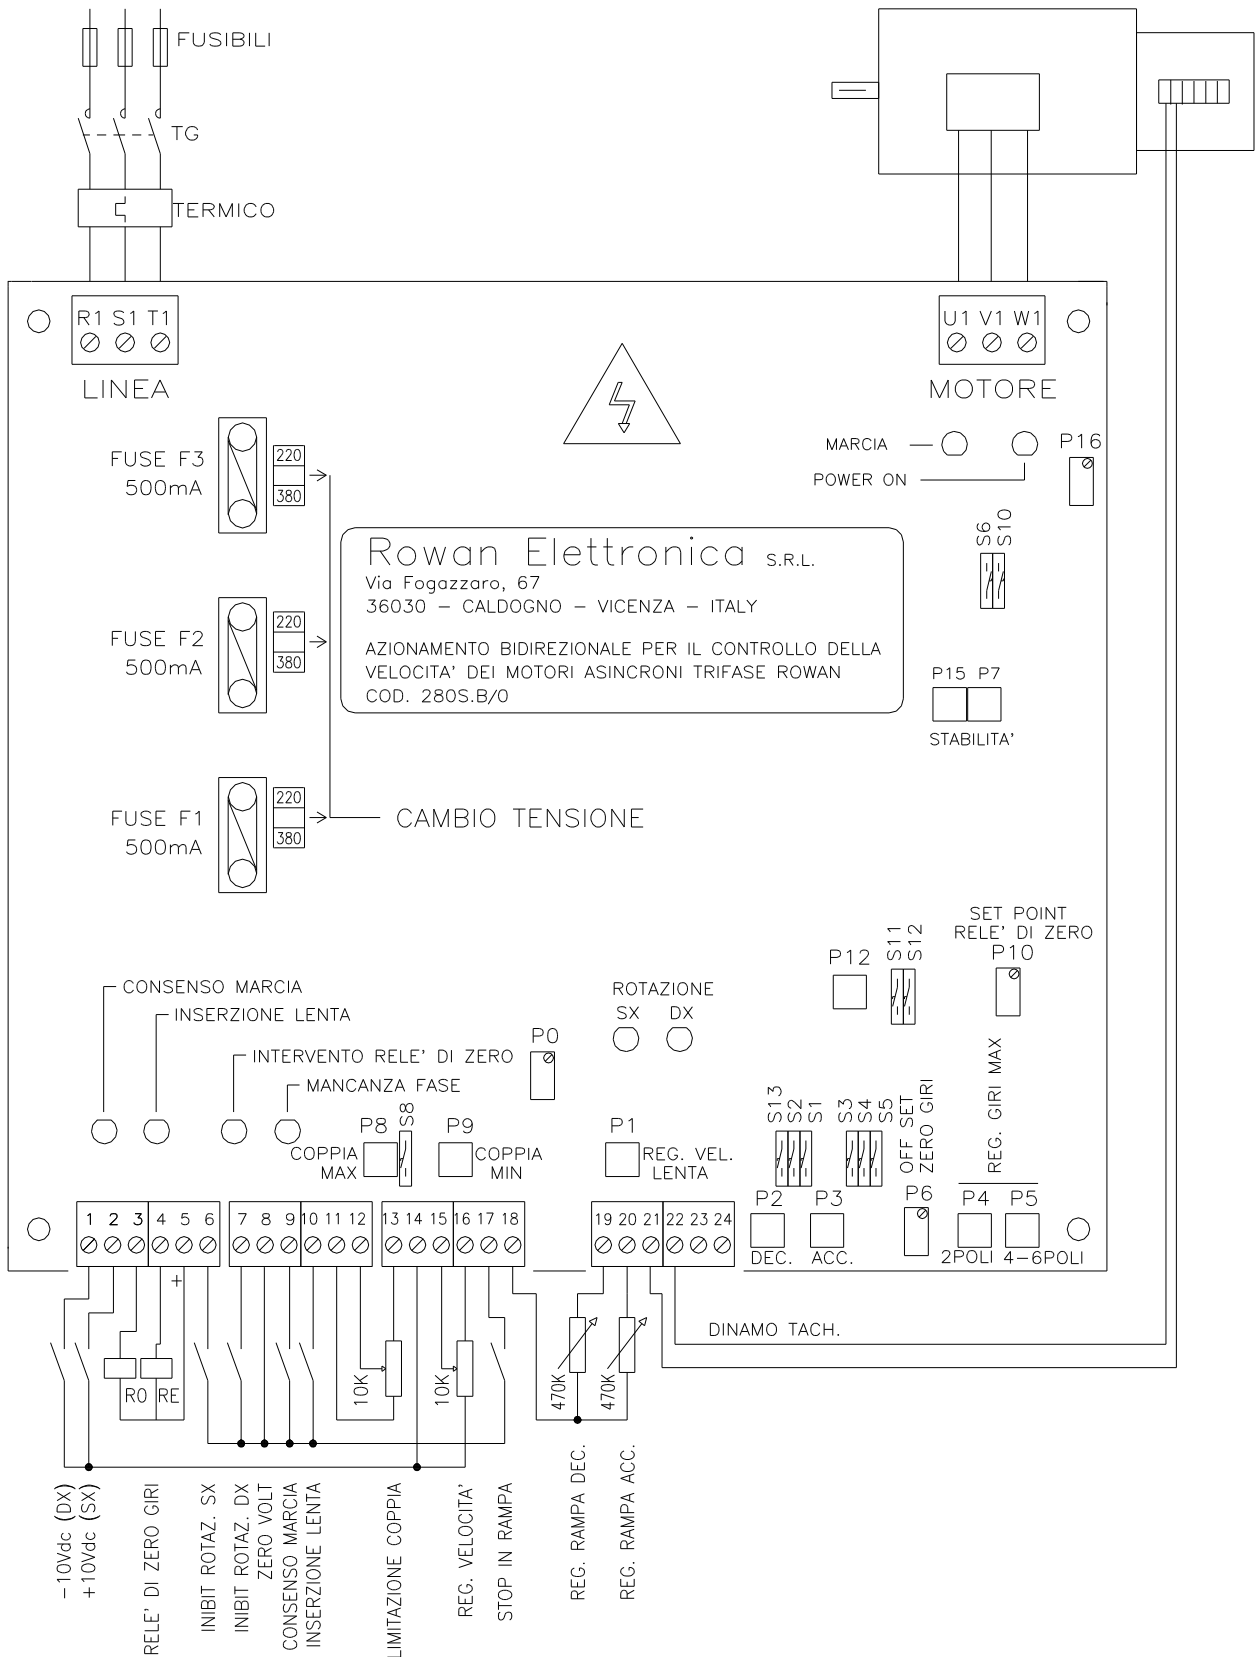 FUSIBILI
TG
TERMICO
R1 S1 T1
LINEA
U1 V1 W1
MOTORE
MARCIA
POWER ON
P16
FUSE F3
500mA
220
380
S6
S10
Rowan Elettronica S.R.L.
Via Fogazzaro, 67
36030 - CALDOGNO - VICENZA - ITALY
AZIONAMENTO BIDIREZIONALE PER IL CONTROLLO DELLA
VELOCITA' DEI MOTORI ASINCRONI TRIFASE ROWAN
COD. 280S.B/0
FUSE F2
500mA
220
380
P15 P7
STABILITA'
FUSE F1
500mA
220
380
CAMBIO TENSIONE
SET POINT
RELE' DI ZERO
P10
P12
S11
S12
CONSENSO MARCIA
INSERZIONE LENTA
INTERVENTO RELE' DI ZERO
MANCANZA FASE
P0
ROTAZIONE
SX DX
P8
COPPIA
MAX
S8
P9
COPPIA
MIN
P1
REG. VEL.
LENTA
S13
S2
S1
S3
S4
S5
OFF SET
ZERO GIRI
REG. GIRI MAX
P2
DEC.
P3
ACC.
P6
P4
2POLI
P5
4-6POLI
1 2 3 4 5 6
7 8 9 10 11 12
13 14 15 16 17 18
19 20 21 22 23 24
+
DINAMO TACH.
R0
RE
10K
10K
470K
470K
-10Vdc (DX)
+10Vdc (SX)
RELE' DI ZERO GIRI
INIBIT ROTAZ. SX
INIBIT ROTAZ. DX
ZERO VOLT
CONSENSO MARCIA
INSERZIONE LENTA
LIMITAZIONE COPPIA
REG. VELOCITA'
STOP IN RAMPA
REG. RAMPA DEC.
REG. RAMPA ACC.